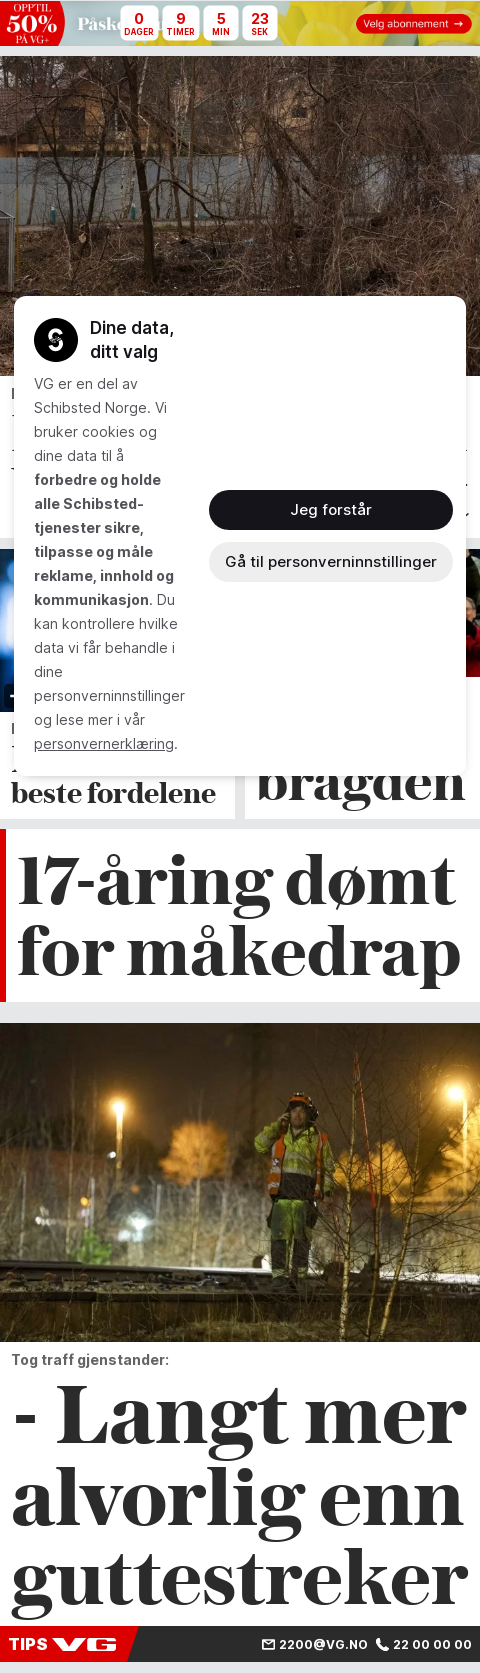 OPPTIL
50%
PÅ VG+
0 9 5 23
DAGER TIMER MIN SEK
Velg abonnement →
Dine data,
ditt valg
VG er en del av
Schibsted Norge. Vi
bruker cookies og
dine data til å
forbedre og holde
alle Schibsted-
tjenester sikre,
tilpasse og måle
reklame, innhold og
kommunikasjon. Du
kan kontrollere hvilke
data vi får behandle i
dine
personverninnstillinger
og lese mer i vår
personvernerklæring.
Jeg forstår
Gå til personverninnstillinger
beste fordelene
bragden
17-åring dømt
for måkedrap
Tog traff gjenstander:
- Langt mer
alvorlig enn
guttestreker
TIPS VG 2200@VG.NO 22 00 00 00